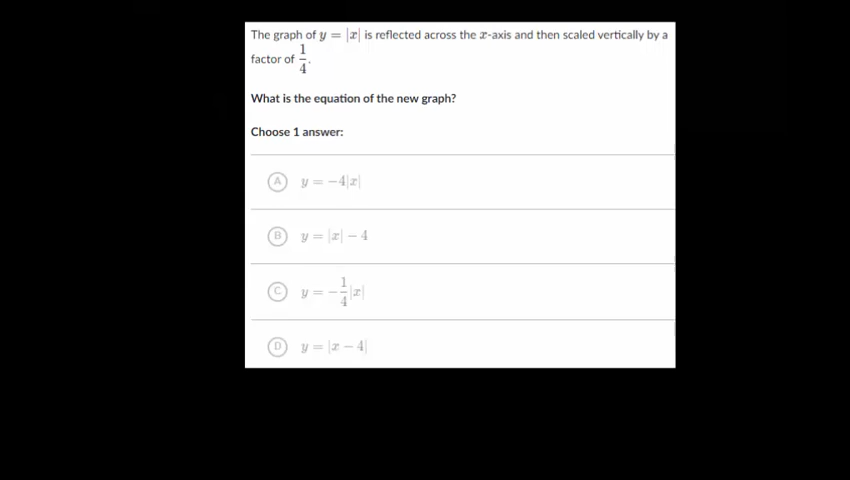 The graph of y = |x| is reflected across the x-axis and then scaled vertically by a
factor of 1/4.
What is the equation of the new graph?
Choose 1 answer:
A y = −4|x|
B y = |x| − 4
C y = −1/4|x|
D y = |x − 4|